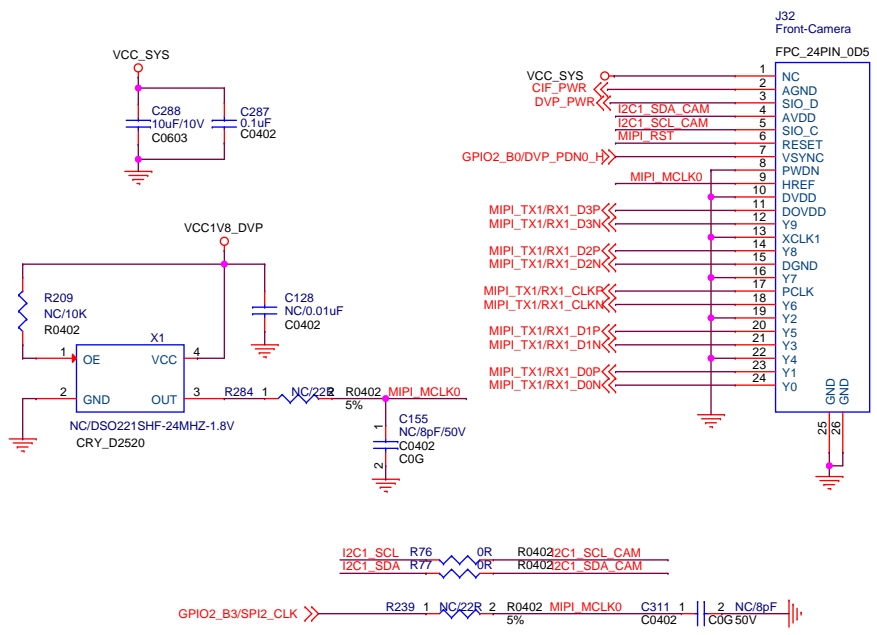 J32
Front-Camera
FPC_24PIN_0D5
VCC_SYS
C288
10uF/10V
C0603
C287
0.1uF
C0402
VCC_SYS
CIF_PWR
DVP_PWR
I2C1_SDA_CAM
I2C1_SCL_CAM
MIPI_RST
GPIO2_B0/DVP_PDN0_H
MIPI_MCLK0
MIPI_TX1/RX1_D3P
MIPI_TX1/RX1_D3N
MIPI_TX1/RX1_D2P
MIPI_TX1/RX1_D2N
MIPI_TX1/RX1_CLKP
MIPI_TX1/RX1_CLKN
MIPI_TX1/RX1_D1P
MIPI_TX1/RX1_D1N
MIPI_TX1/RX1_D0P
MIPI_TX1/RX1_D0N
1 NC
2 AGND
3 SIO_D
4 AVDD
5 SIO_C
6 RESET
7 VSYNC
8 PWDN
9 HREF
10 DVDD
11 DOVDD
12 Y9
13 XCLK1
14 Y8
15 DGND
16 Y7
17 PCLK
18 Y6
19 Y2
20 Y5
21 Y3
22 Y4
23 Y1
24 Y0
GND GND
25 26
VCC1V8_DVP
R209
NC/10K
R0402
C128
NC/0.01uF
C0402
X1
1 OE VCC 4
2 GND OUT 3
NC/DSO221SHF-24MHZ-1.8V
CRY_D2520
R284 1 NC/22R 2 R0402 MIPI_MCLK0
5%
1 C155
NC/8pF/50V
C0402
2 C0G
I2C1_SCL R76 0R R0402 I2C1_SCL_CAM
I2C1_SDA R77 0R R0402 I2C1_SDA_CAM
GPIO2_B3/SPI2_CLK R239 1 NC/22R 2 R0402 MIPI_MCLK0 C311 1 2 NC/8pF
5% C0402 C0G 50V